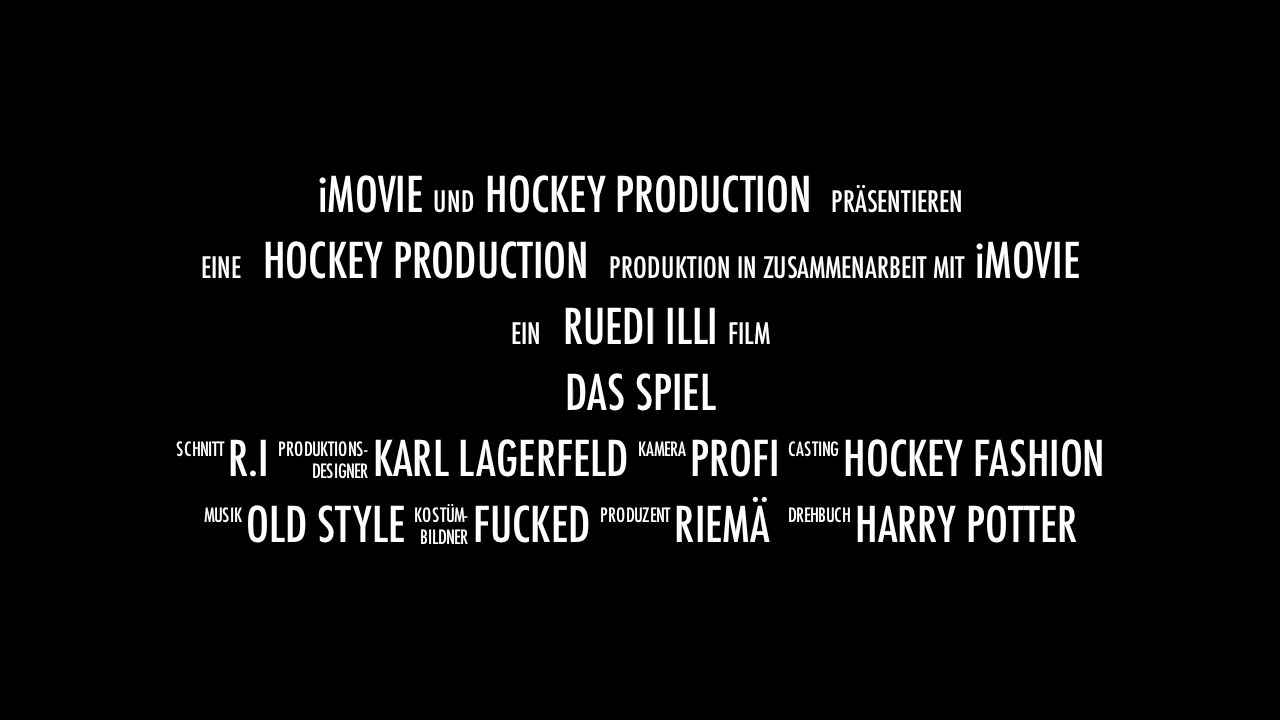 iMOVIE UND HOCKEY PRODUCTION PRÄSENTIEREN
EINE HOCKEY PRODUCTION PRODUKTION IN ZUSAMMENARBEIT MIT iMOVIE
EIN RUEDI ILLI FILM
DAS SPIEL
SCHNITT R.I PRODUKTIONS-DESIGNER KARL LAGERFELD KAMERA PROFI CASTING HOCKEY FASHION
MUSIK OLD STYLE KOSTÜM-BILDNER FUCKED PRODUZENT RIEMÄ DREHBUCH HARRY POTTER